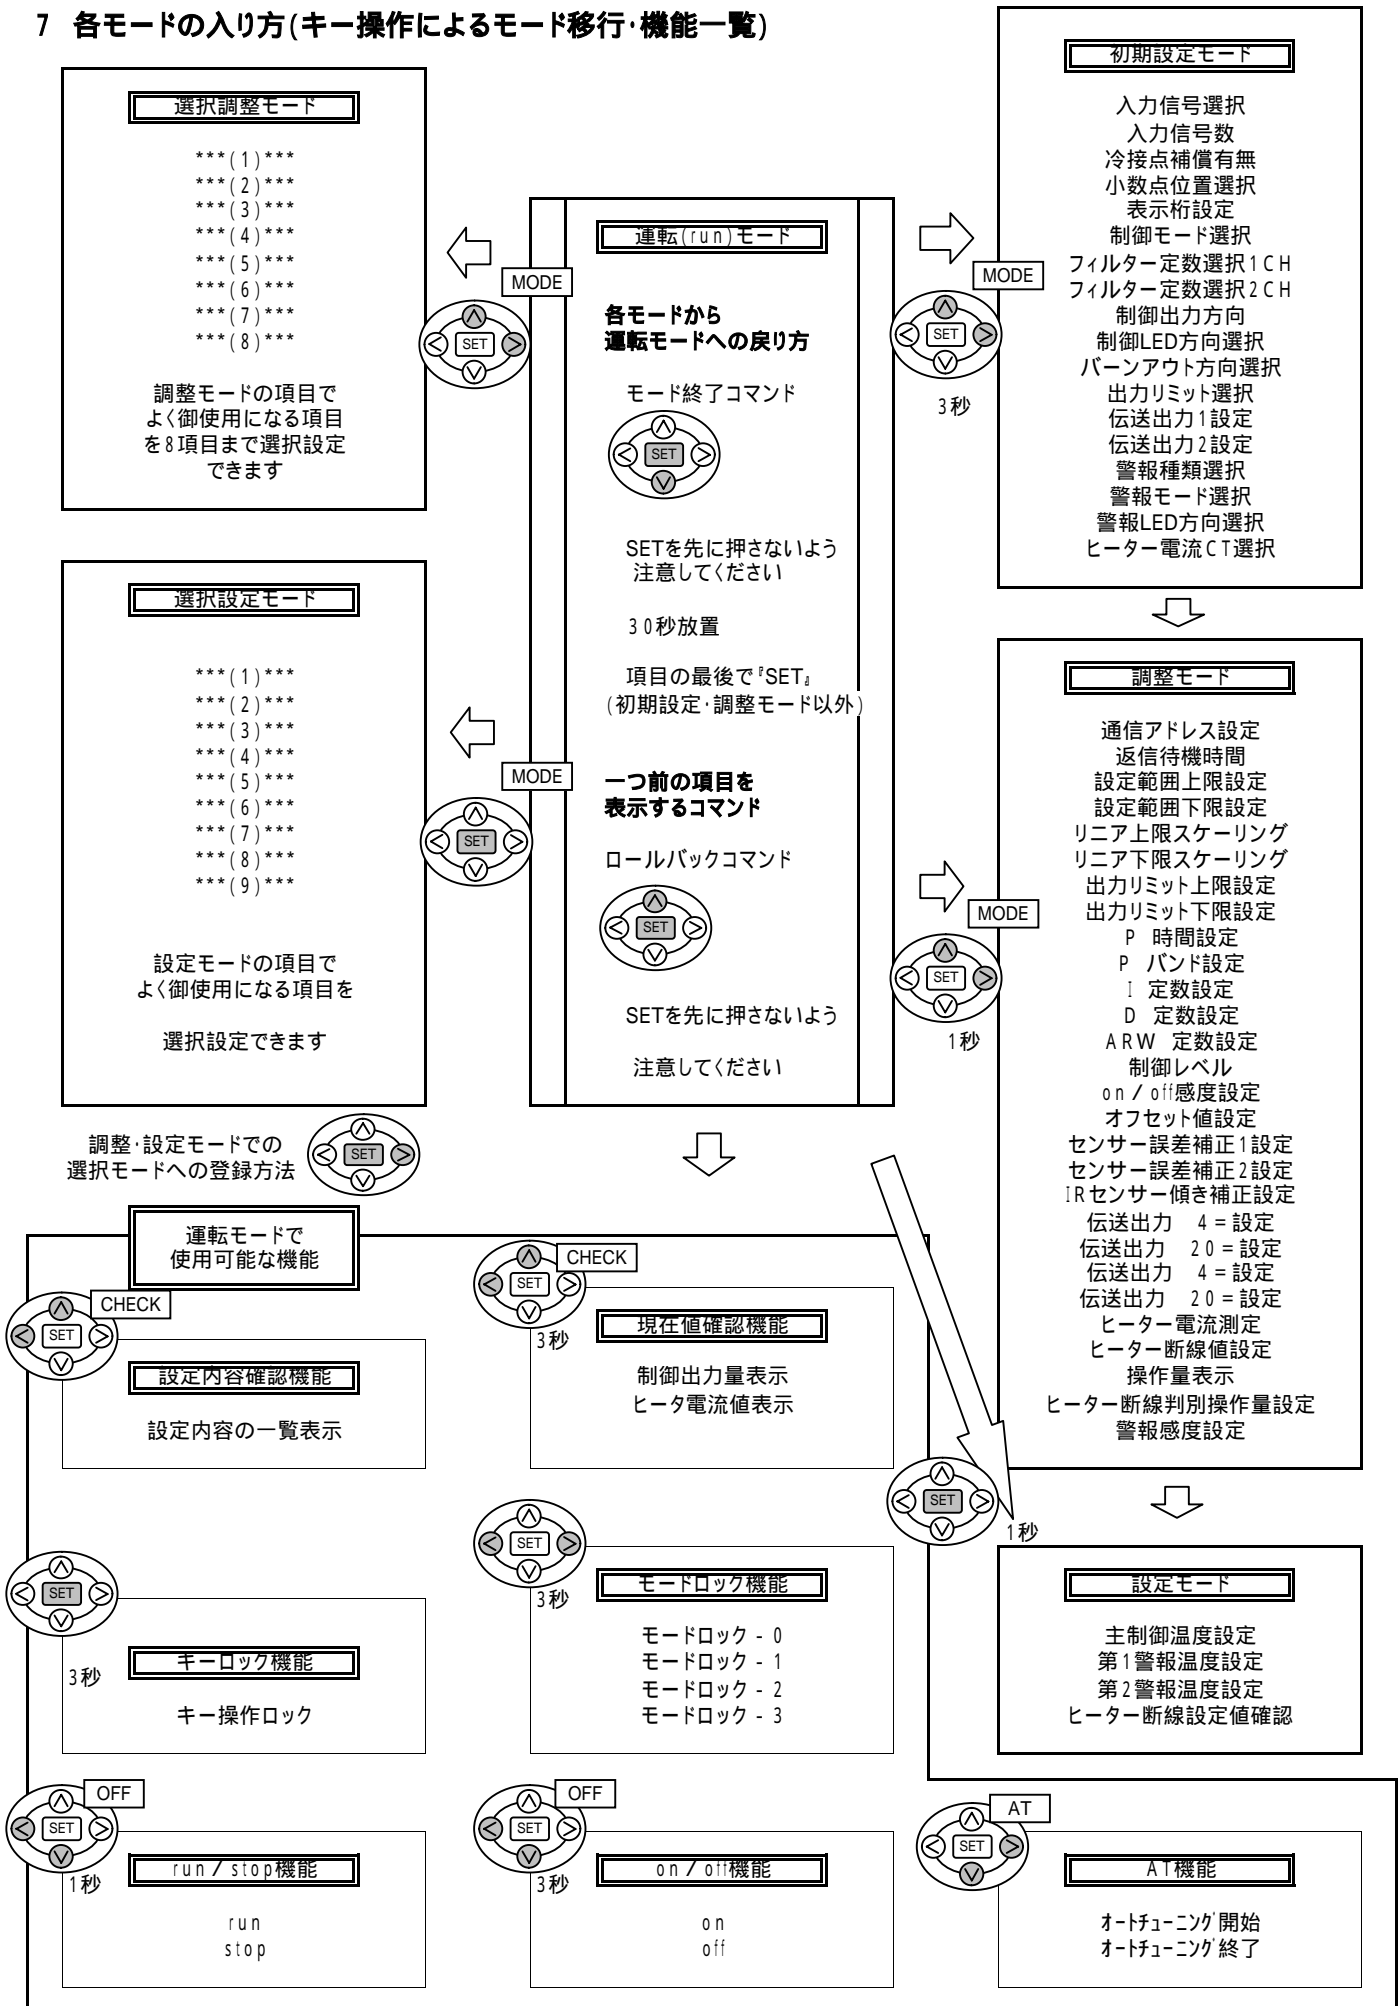 7 各モードの入り方(キー操作によるモード移行・機能一覧)
選択調整モード
***(1)***
***(2)***
***(3)***
***(4)***
***(5)***
***(6)***
***(7)***
***(8)***
調整モードの項目で
よく御使用になる項目
を8項目まで選択設定
できます
MODE
SET
選択設定モード
***(1)***
***(2)***
***(3)***
***(4)***
***(5)***
***(6)***
***(7)***
***(8)***
***(9)***
設定モードの項目で
よく御使用になる項目を
選択設定できます
MODE
SET
調整・設定モードでの
選択モードへの登録方法
SET
運転(run)モード
各モードから
運転モードへの戻り方
モード終了コマンド
SET
SETを先に押さないよう
注意してください
30秒放置
項目の最後で『SET』
(初期設定・調整モード以外)
一つ前の項目を
表示するコマンド
ロールバックコマンド
SET
SETを先に押さないよう
注意してください
MODE
SET
3秒
初期設定モード
入力信号選択
入力信号数
冷接点補償有無
小数点位置選択
表示桁設定
制御モード選択
フィルター定数選択1CH
フィルター定数選択2CH
制御出力方向
制御LED方向選択
バーンアウト方向選択
出力リミット選択
伝送出力1設定
伝送出力2設定
警報種類選択
警報モード選択
警報LED方向選択
ヒーター電流CT選択
MODE
SET
1秒
調整モード
通信アドレス設定
返信待機時間
設定範囲上限設定
設定範囲下限設定
リニア上限スケーリング
リニア下限スケーリング
出力リミット上限設定
出力リミット下限設定
P 時間設定
P バンド設定
I 定数設定
D 定数設定
ARW 定数設定
制御レベル
on/off感度設定
オフセット値設定
センサー誤差補正1設定
センサー誤差補正2設定
IRセンサー傾き補正設定
伝送出力 4=設定
伝送出力 20=設定
伝送出力 4=設定
伝送出力 20=設定
ヒーター電流測定
ヒーター断線値設定
操作量表示
ヒーター断線判別操作量設定
警報感度設定
SET
1秒
設定モード
主制御温度設定
第1警報温度設定
第2警報温度設定
ヒーター断線設定値確認
運転モードで
使用可能な機能
CHECK
SET
設定内容確認機能
設定内容の一覧表示
CHECK
SET
3秒
現在値確認機能
制御出力量表示
ヒータ電流値表示
SET
3秒
キーロック機能
キー操作ロック
SET
3秒
モードロック機能
モードロック - 0
モードロック - 1
モードロック - 2
モードロック - 3
OFF
SET
1秒
run/stop機能
run
stop
OFF
SET
3秒
on/off機能
on
off
AT
SET
AT機能
オートチューニング開始
オートチューニング終了